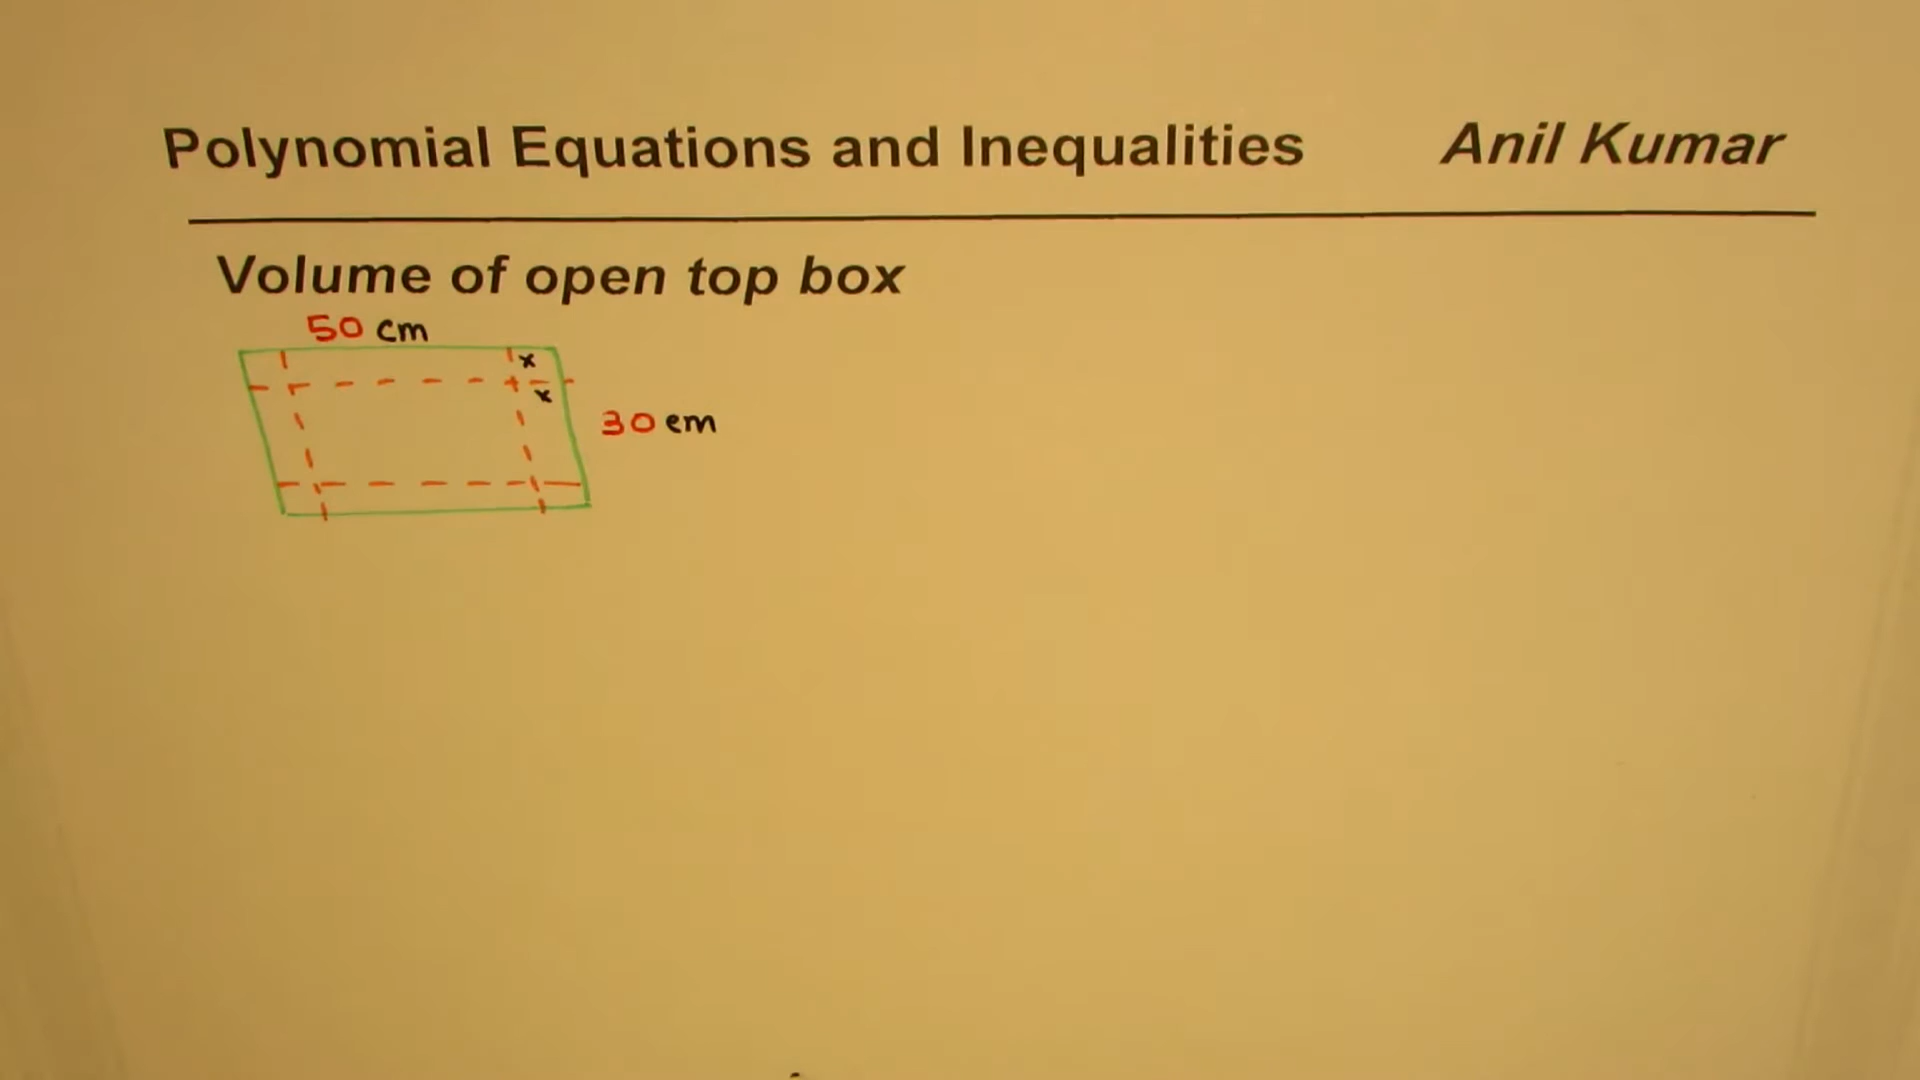 Polynomial Equations and Inequalities Anil Kumar
Volume of open top box
50 cm
x
x
30 cm